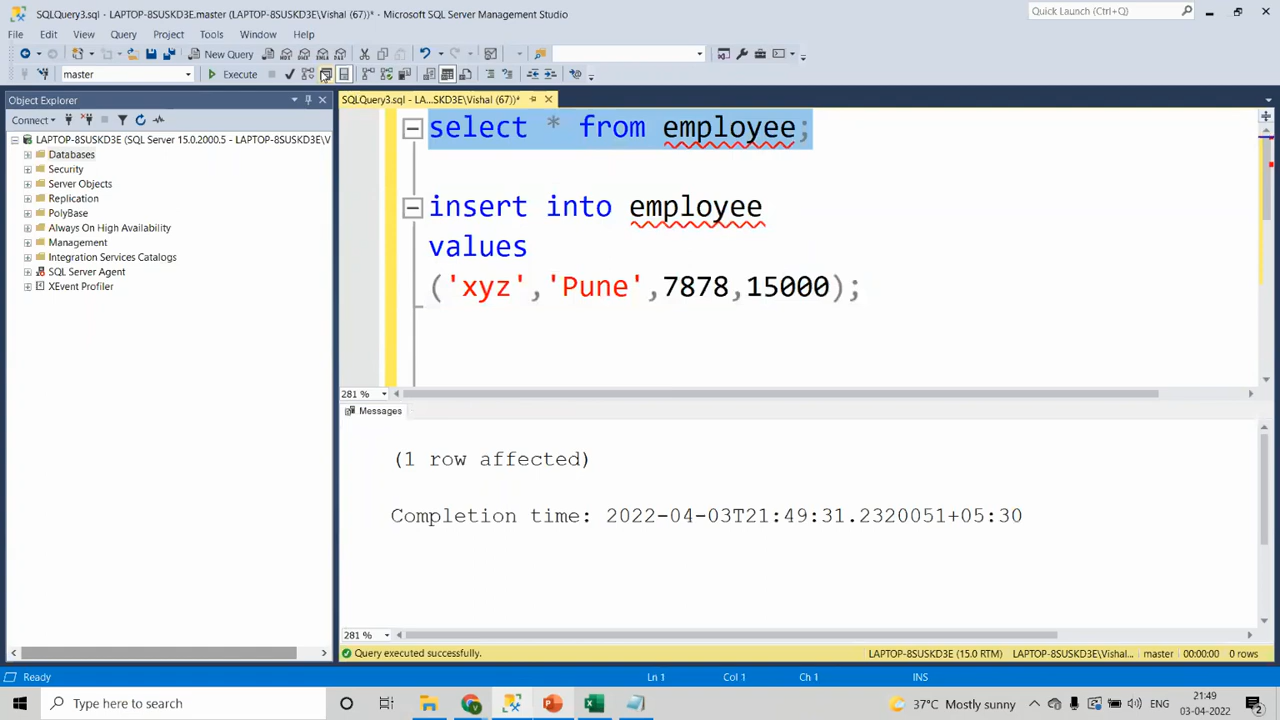 SQLQuery3.sql - LAPTOP-8SUSKD3E.master (LAPTOP-8SUSKD3E\Vishal (67))* - Microsoft SQL Server Management Studio
Quick Launch (Ctrl+Q)
File Edit View Query Project Tools Window Help
New Query
master
Execute
Object Explorer
SQLQuery3.sql - LA...SKD3E\Vishal (67))*
Connect
LAPTOP-8SUSKD3E (SQL Server 15.0.2000.5 - LAPTOP-8SUSKD3E\V
Databases
Security
Server Objects
Replication
PolyBase
Always On High Availability
Management
Integration Services Catalogs
SQL Server Agent
XEvent Profiler
select * from employee;
insert into employee
values
('xyz','Pune',7878,15000);
281 %
Messages
(1 row affected)
Completion time: 2022-04-03T21:49:31.2320051+05:30
281 %
Query executed successfully.
LAPTOP-8SUSKD3E (15.0 RTM) LAPTOP-8SUSKD3E\Vishal... master 00:00:00 0 rows
Ready
Ln 1 Col 1 Ch 1 INS
Type here to search
37°C Mostly sunny
ENG
21:49
03-04-2022
2